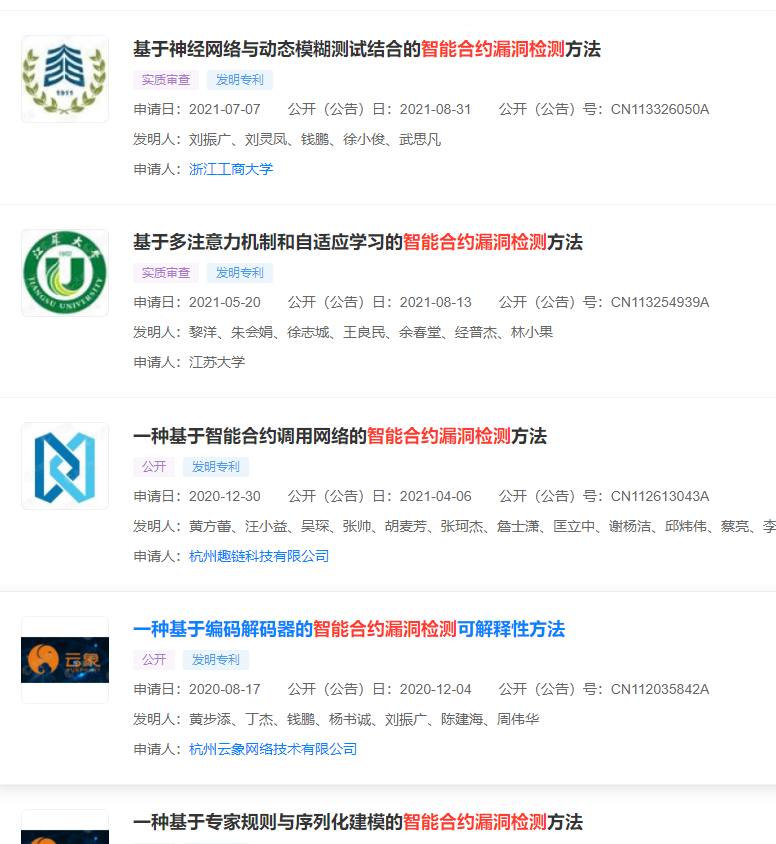 1911
基于神经网络与动态模糊测试结合的智能合约漏洞检测方法
实质审查 发明专利
申请日：2021-07-07 公开（公告）日：2021-08-31 公开（公告）号：CN113326050A
发明人：刘振广、刘灵凤、钱鹏、徐小俊、武思凡
申请人：浙江工商大学
江苏大学
1902
JIANGSU UNIVERSITY
基于多注意力机制和自适应学习的智能合约漏洞检测方法
实质审查 发明专利
申请日：2021-05-20 公开（公告）日：2021-08-13 公开（公告）号：CN113254939A
发明人：黎洋、朱会娟、徐志城、王良民、余春堂、经普杰、林小果
申请人：江苏大学
一种基于智能合约调用网络的智能合约漏洞检测方法
公开 发明专利
申请日：2020-12-30 公开（公告）日：2021-04-06 公开（公告）号：CN112613043A
发明人：黄方蕾、汪小益、吴琛、张帅、胡麦芳、张珂杰、詹士潇、匡立中、谢杨洁、邱炜伟、蔡亮、李
申请人：杭州趣链科技有限公司
云象
一种基于编码解码器的智能合约漏洞检测可解释性方法
公开 发明专利
申请日：2020-08-17 公开（公告）日：2020-12-04 公开（公告）号：CN112035842A
发明人：黄步添、丁杰、钱鹏、杨书诚、刘振广、陈建海、周伟华
申请人：杭州云象网络技术有限公司
一种基于专家规则与序列化建模的智能合约漏洞检测方法